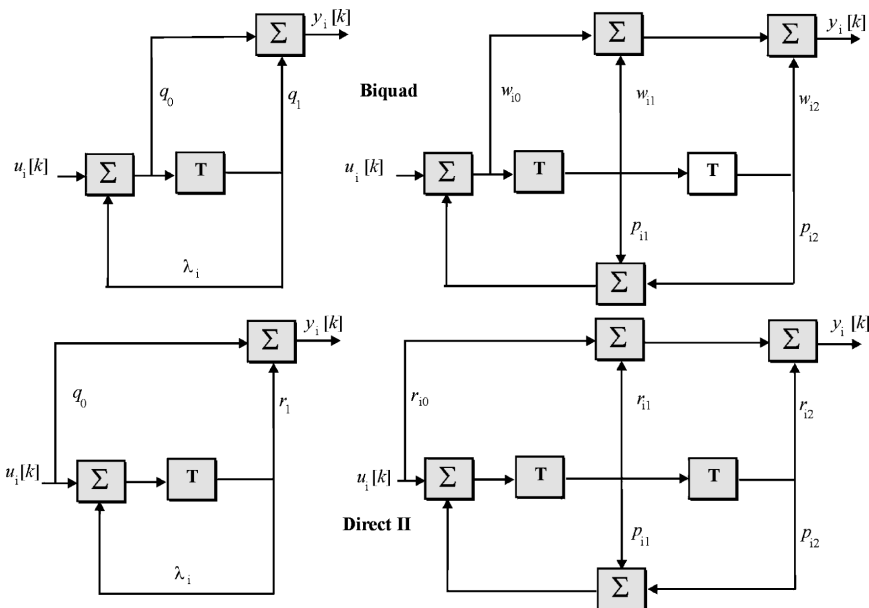 y_i[k]
Σ
y_i[k]
Σ
Σ
q_0
q_1
Biquad
w_i0
w_i1
w_i2
u_i[k]
Σ
T
u_i[k]
Σ
T
T
p_i1
p_i2
λ_i
Σ
y_i[k]
Σ
y_i[k]
Σ
Σ
q_0
r_1
r_i0
r_i1
r_i2
u_i[k]
Σ
T
u_i[k]
Σ
T
T
Direct II
p_i1
p_i2
λ_i
Σ